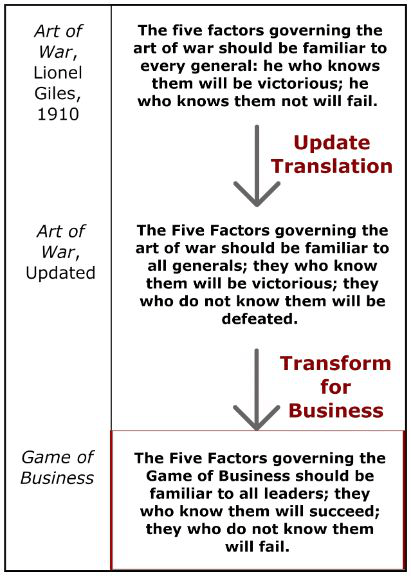 Art of
War,
Lionel
Giles,
1910
The five factors governing the
art of war should be familiar to
every general: he who knows
them will be victorious; he
who knows them not will fail.
Update
Translation
Art of
War,
Updated
The Five Factors governing the
art of war should be familiar to
all generals; they who know
them will be victorious; they
who do not know them will be
defeated.
Transform
for
Business
Game of
Business
The Five Factors governing the
Game of Business should be
familiar to all leaders; they
who know them will succeed;
they who do not know them
will fail.